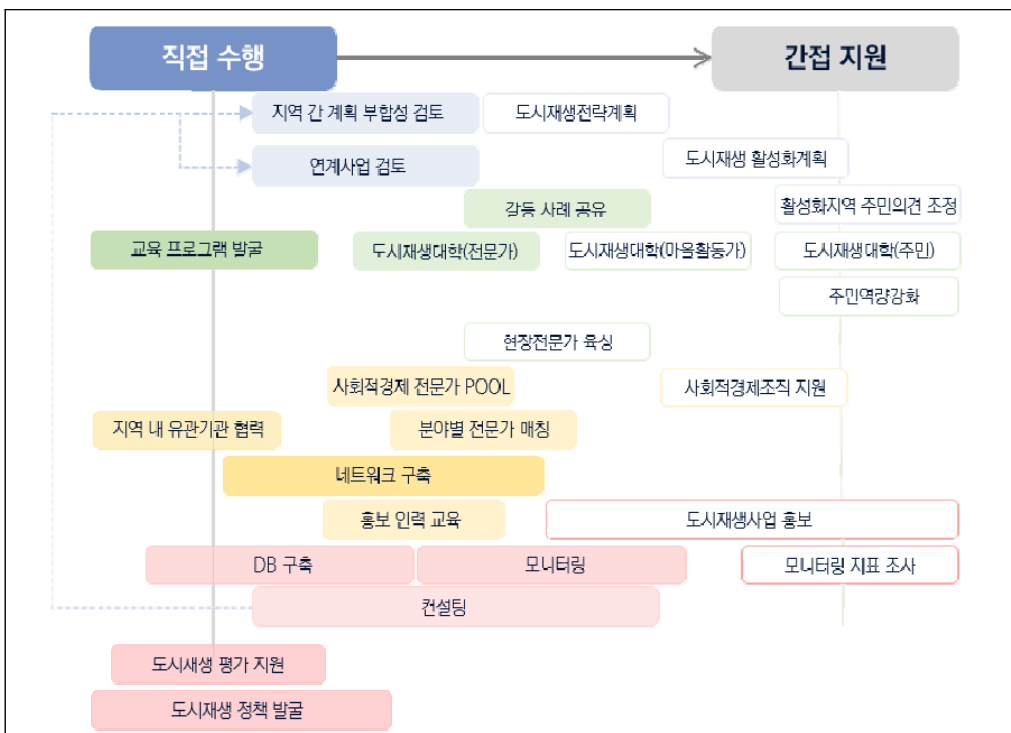 직접 수행
간접 지원
지역 간 계획 부합성 검토
도시재생전략계획
연계사업 검토
도시재생 활성화계획
갈등 사례 공유
활성화지역 주민의견 조정
교육 프로그램 발굴
도시재생대학(전문가)
도시재생대학(마을활동가)
도시재생대학(주민)
주민역량강화
현장전문가 육성
사회적경제 전문가 POOL
사회적경제조직 지원
지역 내 유관기관 협력
분야별 전문가 매칭
네트워크 구축
홍보 인력 교육
도시재생사업 홍보
DB 구축
모니터링
모니터링 지표 조사
컨설팅
도시재생 평가 지원
도시재생 정책 발굴